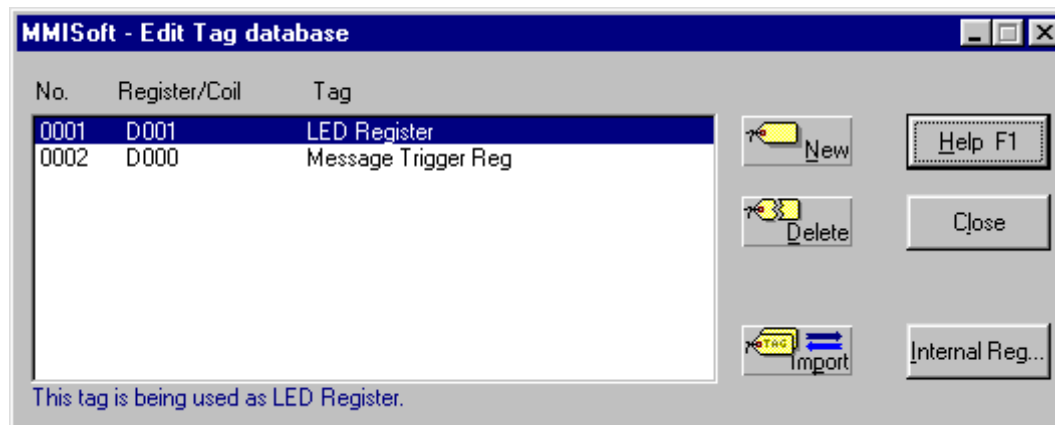 MMISoft - Edit Tag database
No. Register/Coil Tag
0001 D001 LED Register
0002 D000 Message Trigger Reg
New
Help F1
Delete
Close
TAG
Import
Internal Reg...
This tag is being used as LED Register.